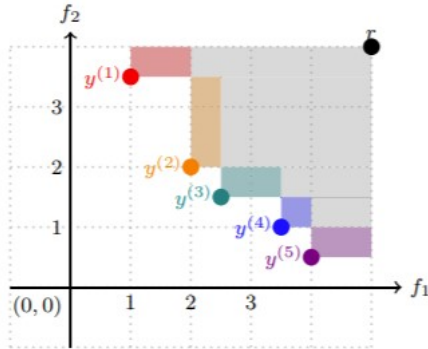 f₂
r
y⁽¹⁾
3
y⁽²⁾
2
y⁽³⁾
y⁽⁴⁾
1
y⁽⁵⁾
f₁
(0, 0) 1 2 3